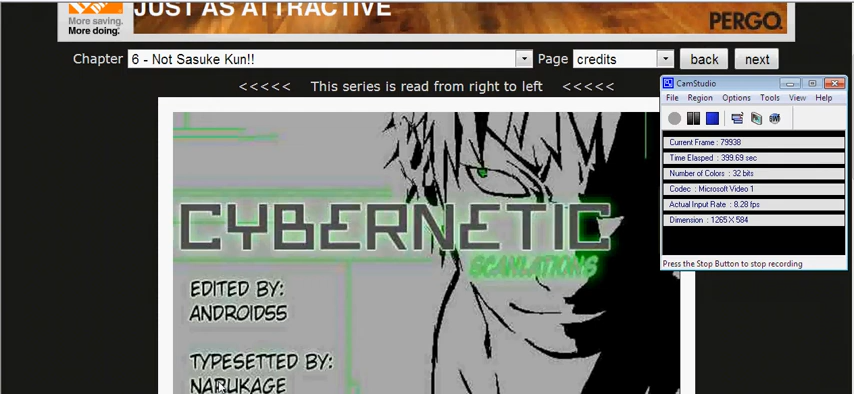 JUST AS ATTRACTIVE
More saving.
More doing.
PERGO.
Chapter 6 - Not Sasuke Kun!! Page credits back next
<<<<< This series is read from right to left <<<<<
CamStudio
File Region Options Tools View Help
Current Frame : 79938
Time Elasped : 399.69 sec
Number of Colors : 32 bits
Codec : Microsoft Video 1
Actual Input Rate : 8.28 fps
Dimension : 1265 X 584
Press the Stop Button to stop recording
CYBERNETIC
SCANLATIONS
EDITED BY:
ANDROID55
TYPESETTED BY:
NARUKAGE